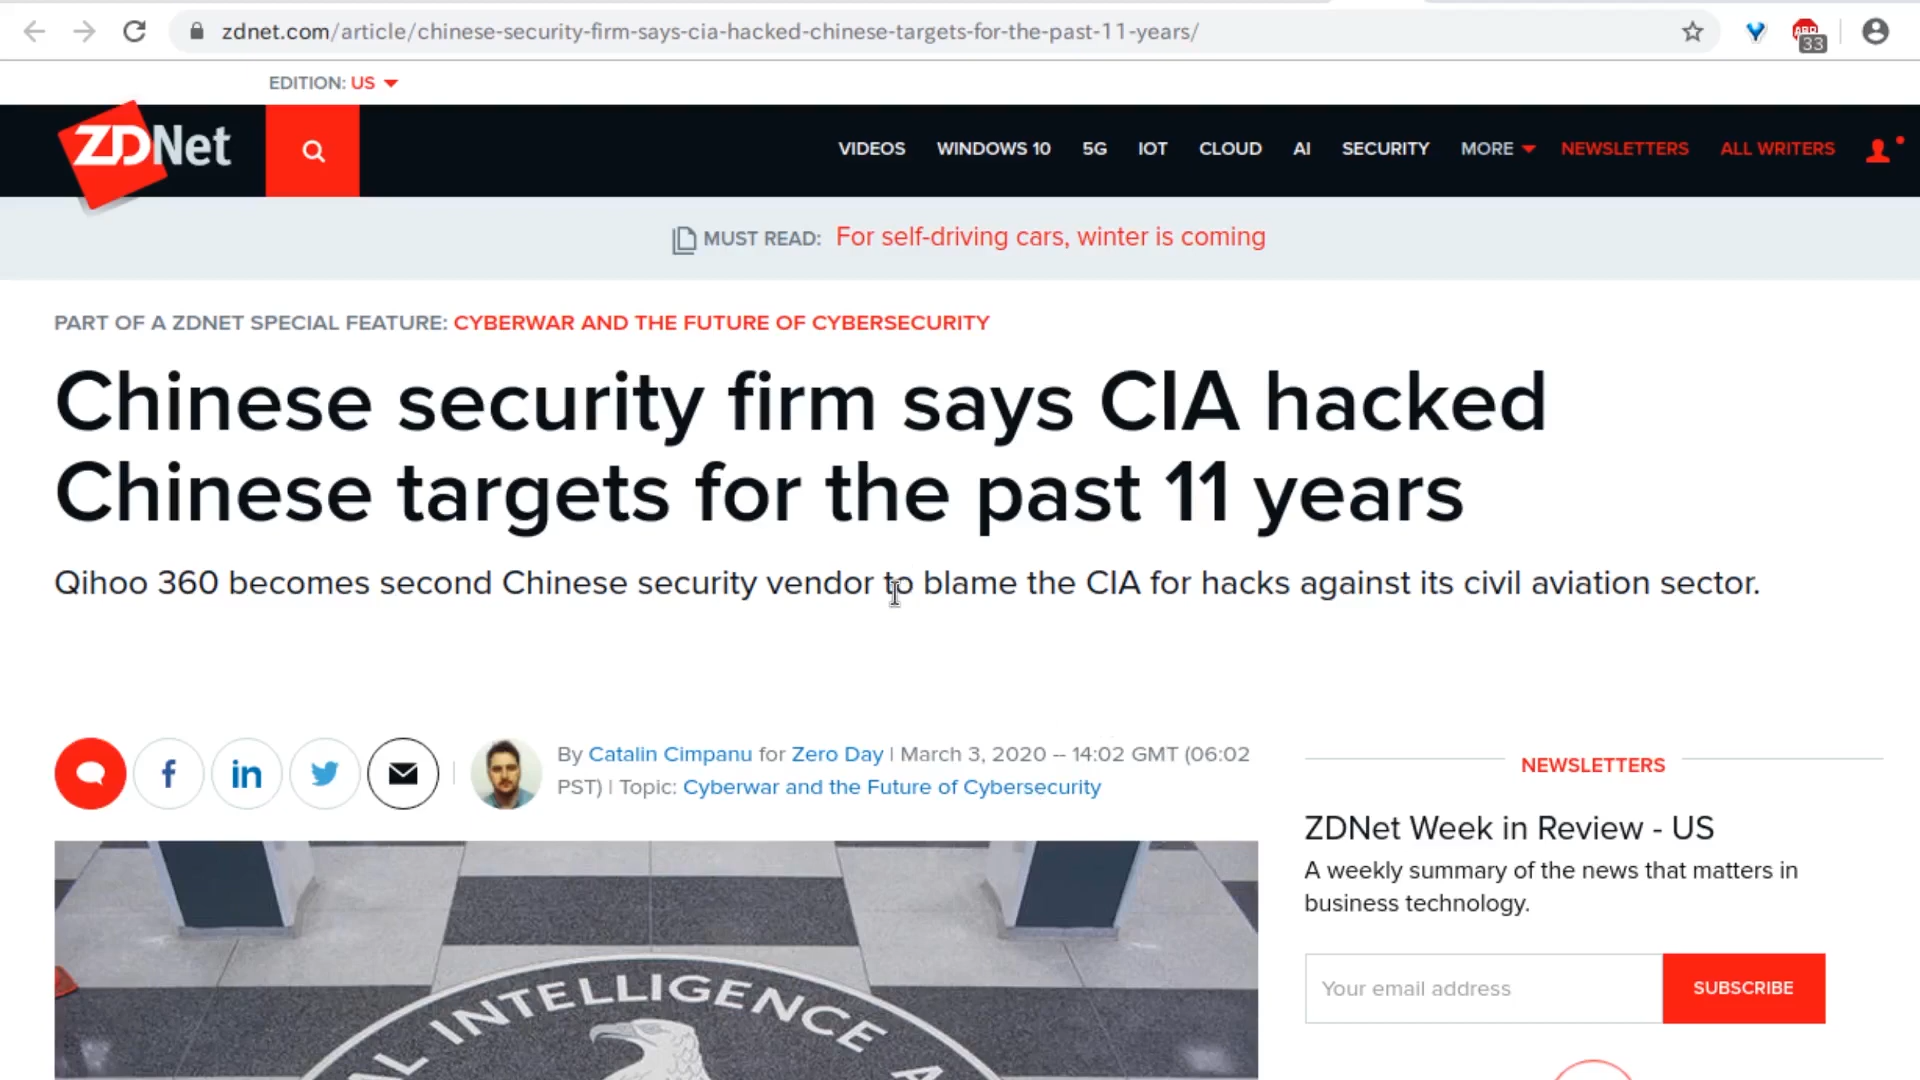 zdnet.com/article/chinese-security-firm-says-cia-hacked-chinese-targets-for-the-past-11-years/
33
EDITION: US
ZDNet
VIDEOS WINDOWS 10 5G IOT CLOUD AI SECURITY MORE NEWSLETTERS ALL WRITERS
MUST READ: For self-driving cars, winter is coming
PART OF A ZDNET SPECIAL FEATURE: CYBERWAR AND THE FUTURE OF CYBERSECURITY
Chinese security firm says CIA hacked
Chinese targets for the past 11 years
Qihoo 360 becomes second Chinese security vendor to blame the CIA for hacks against its civil aviation sector.
f in
By Catalin Cimpanu for Zero Day | March 3, 2020 -- 14:02 GMT (06:02
PST) | Topic: Cyberwar and the Future of Cybersecurity
NEWSLETTERS
ZDNet Week in Review - US
A weekly summary of the news that matters in
business technology.
Your email address SUBSCRIBE
AL INTELLIGENCE A